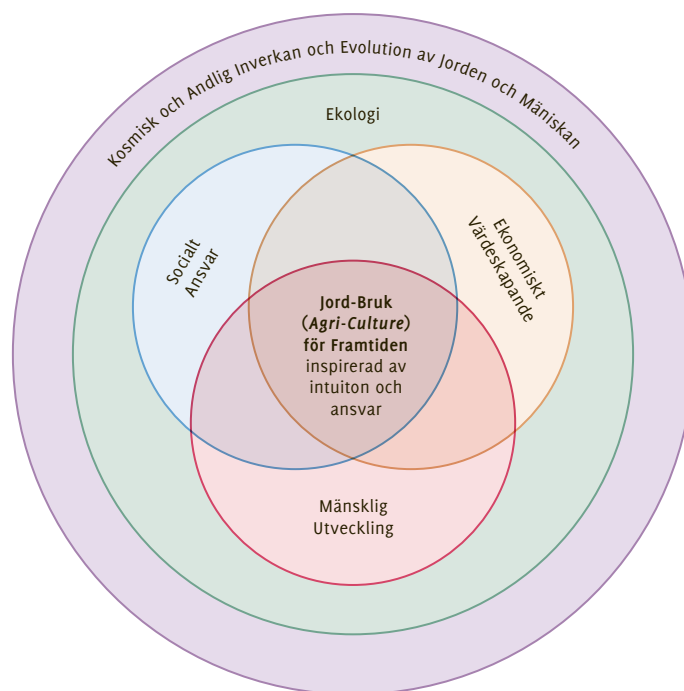 Kosmisk och Andlig Inverkan och Evolution av Jorden och Mäniskan
Ekologi
Socialt
Ansvar
Ekonomiskt
Värdeskapande
Jord-Bruk
(Agri-Culture)
för Framtiden
inspirerad av
intuiton och
ansvar
Mänsklig
Utveckling